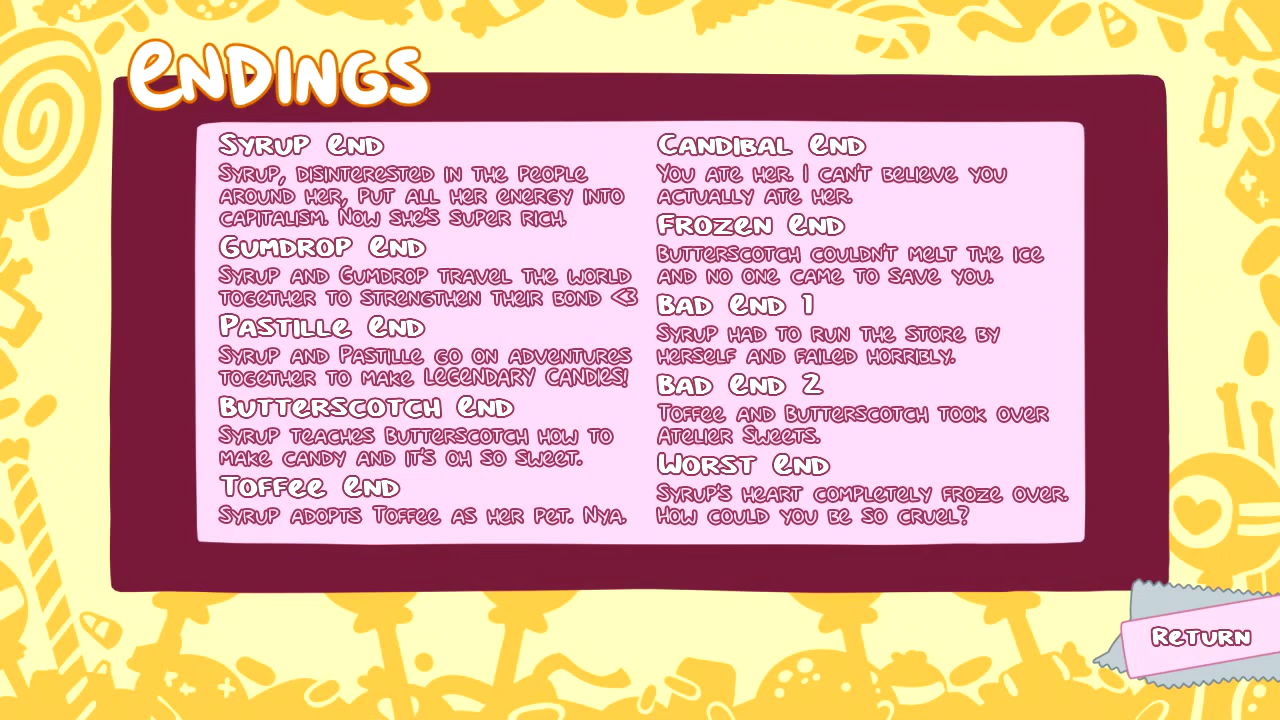 ENDINGS
Syrup end
Syrup, disinterested in the people
around her, put all her energy into
capitalism. Now she's super rich.
Gumdrop end
Syrup and Gumdrop travel the world
together to strengthen their bond <3
Pastille end
Syrup and Pastille go on adventures
together to make LEGENDARY CANDIES!
Butterscotch end
Syrup teaches Butterscotch how to
make candy and it's oh so sweet.
Toffee end
Syrup adopts Toffee as her pet. Nya.
Candibal end
You ate her. I can't believe you
actually ate her.
Frozen end
Butterscotch couldn't melt the ice
and no one came to save you.
Bad end 1
Syrup had to run the store by
herself and failed horribly.
Bad end 2
Toffee and Butterscotch took over
Atelier Sweets.
Worst end
Syrup's heart completely froze over.
How could you be so cruel?
Return